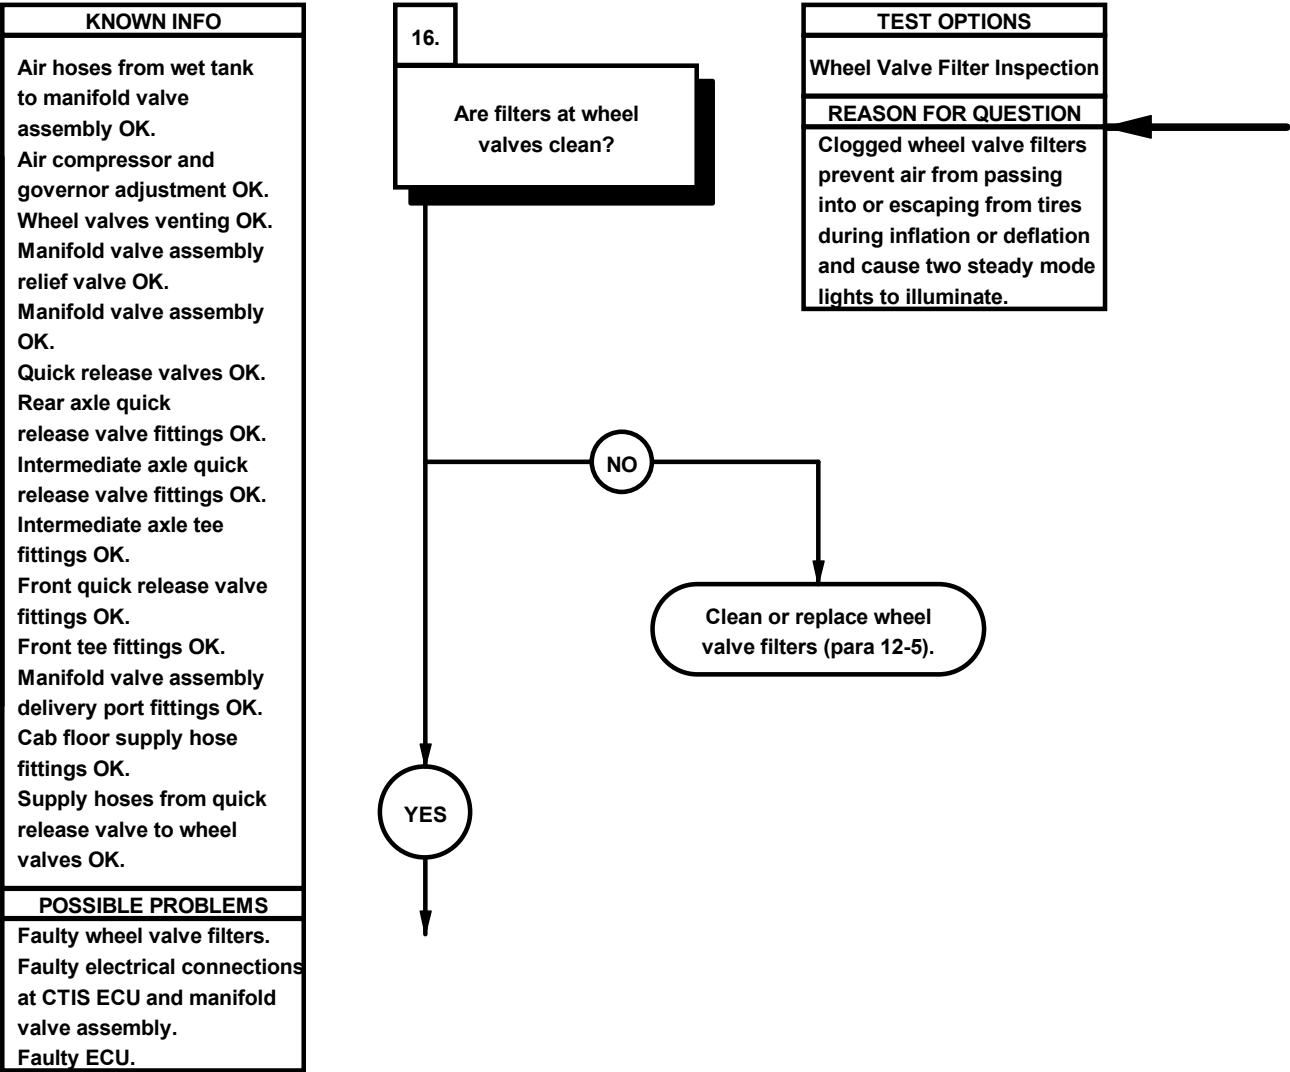 KNOWN INFO
Air hoses from wet tank
to manifold valve
assembly OK.
Air compressor and
governor adjustment OK.
Wheel valves venting OK.
Manifold valve assembly
relief valve OK.
Manifold valve assembly
OK.
Quick release valves OK.
Rear axle quick
release valve fittings OK.
Intermediate axle quick
release valve fittings OK.
Intermediate axle tee
fittings OK.
Front quick release valve
fittings OK.
Front tee fittings OK.
Manifold valve assembly
delivery port fittings OK.
Cab floor supply hose
fittings OK.
Supply hoses from quick
release valve to wheel
valves OK.
POSSIBLE PROBLEMS
Faulty wheel valve filters.
Faulty electrical connections
at CTIS ECU and manifold
valve assembly.
Faulty ECU.
16.
Are filters at wheel
valves clean?
NO
Clean or replace wheel
valve filters (para 12-5).
YES
TEST OPTIONS
Wheel Valve Filter Inspection
REASON FOR QUESTION
Clogged wheel valve filters
prevent air from passing
into or escaping from tires
during inflation or deflation
and cause two steady mode
lights to illuminate.